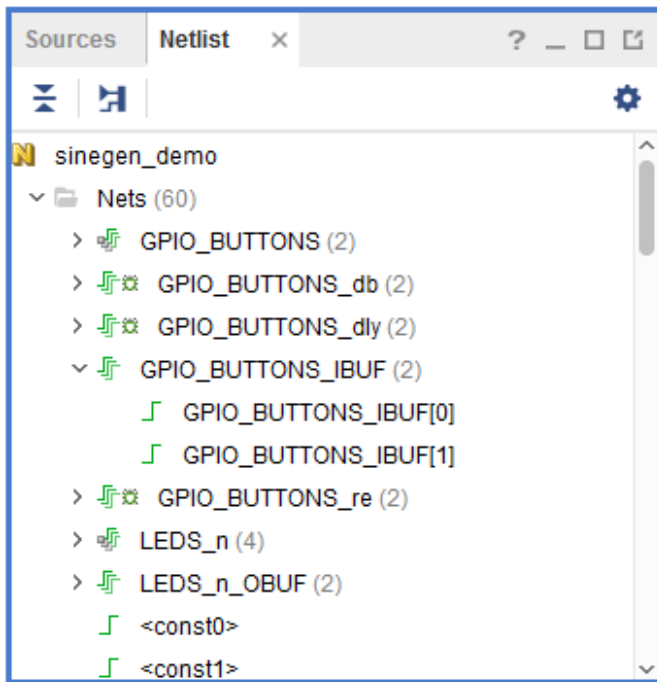 Sources Netlist × ? _
sinegen_demo
Nets (60)
GPIO_BUTTONS (2)
GPIO_BUTTONS_db (2)
GPIO_BUTTONS_dly (2)
GPIO_BUTTONS_IBUF (2)
GPIO_BUTTONS_IBUF[0]
GPIO_BUTTONS_IBUF[1]
GPIO_BUTTONS_re (2)
LEDS_n (4)
LEDS_n_OBUF (2)
<const0>
<const1>